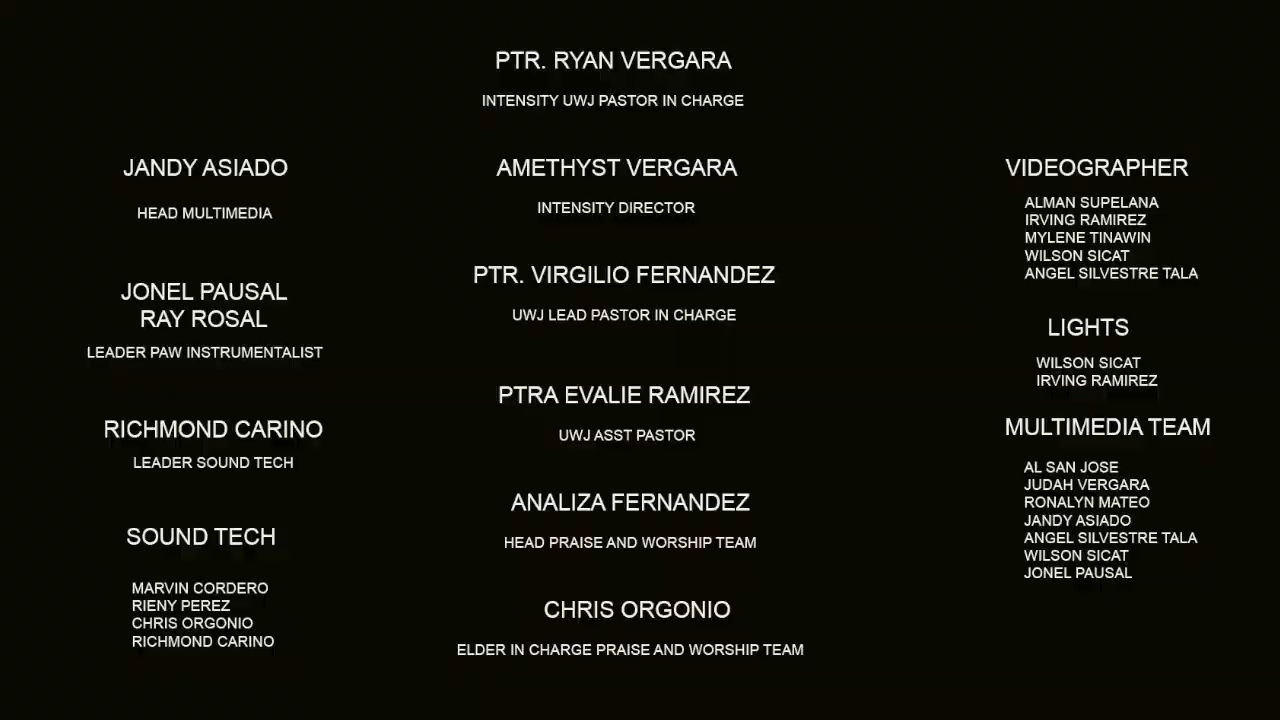 PTR. RYAN VERGARA
INTENSITY UWJ PASTOR IN CHARGE
JANDY ASIADO
HEAD MULTIMEDIA
JONEL PAUSAL
RAY ROSAL
LEADER PAW INSTRUMENTALIST
RICHMOND CARINO
LEADER SOUND TECH
SOUND TECH
MARVIN CORDERO
RIENY PEREZ
CHRIS ORGONIO
RICHMOND CARINO
AMETHYST VERGARA
INTENSITY DIRECTOR
PTR. VIRGILIO FERNANDEZ
UWJ LEAD PASTOR IN CHARGE
PTRA EVALIE RAMIREZ
UWJ ASST PASTOR
ANALIZA FERNANDEZ
HEAD PRAISE AND WORSHIP TEAM
CHRIS ORGONIO
ELDER IN CHARGE PRAISE AND WORSHIP TEAM
VIDEOGRAPHER
ALMAN SUPELANA
IRVING RAMIREZ
MYLENE TINAWIN
WILSON SICAT
ANGEL SILVESTRE TALA
LIGHTS
WILSON SICAT
IRVING RAMIREZ
MULTIMEDIA TEAM
AL SAN JOSE
JUDAH VERGARA
RONALYN MATEO
JANDY ASIADO
ANGEL SILVESTRE TALA
WILSON SICAT
JONEL PAUSAL